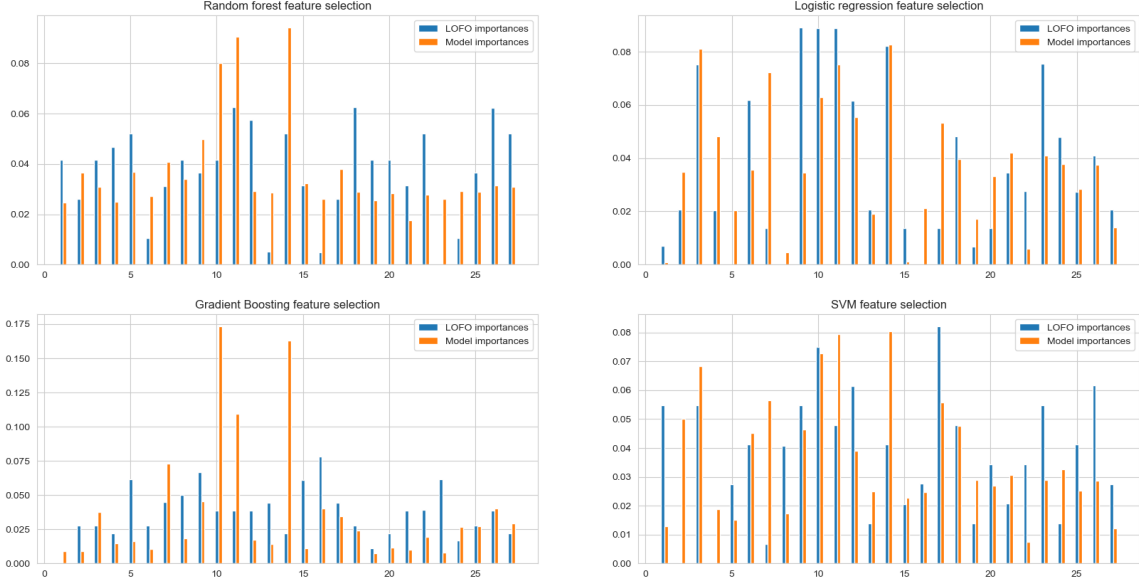 Random forest feature selection
LOFO importances
Model importances
0.08
0.06
0.04
0.02
0.00
0 5 10 15 20 25
Logistic regression feature selection
LOFO importances
Model importances
0.08
0.06
0.04
0.02
0.00
0 5 10 15 20 25
Gradient Boosting feature selection
LOFO importances
Model importances
0.175
0.150
0.125
0.100
0.075
0.050
0.025
0.000
0 5 10 15 20 25
SVM feature selection
LOFO importances
Model importances
0.08
0.07
0.06
0.05
0.04
0.03
0.02
0.01
0.00
0 5 10 15 20 25